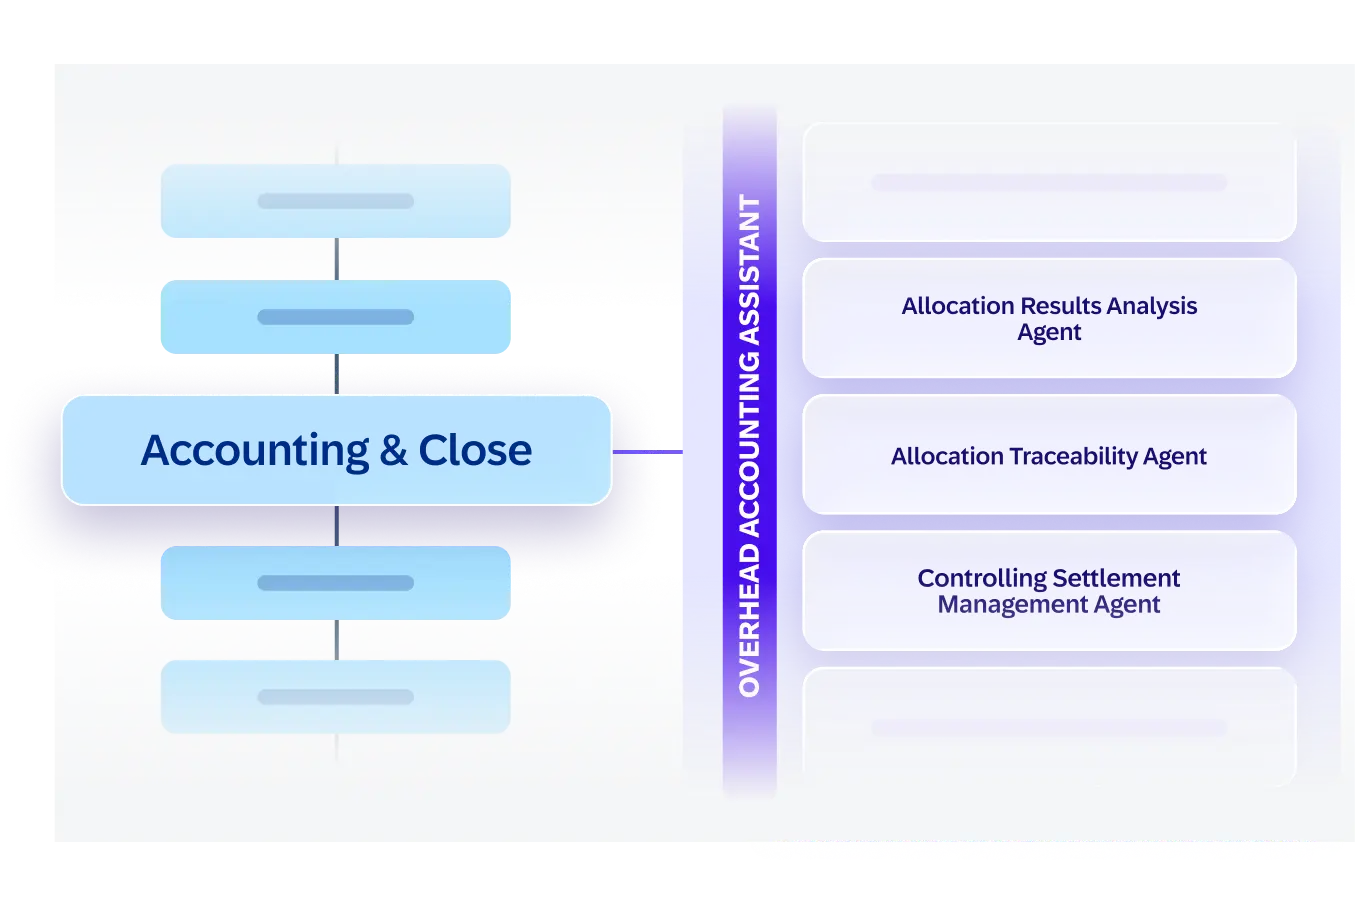 Accounting & Close
OVERHEAD ACCOUNTING ASSISTANT
Allocation Results Analysis
Agent
Allocation Traceability Agent
Controlling Settlement
Management Agent